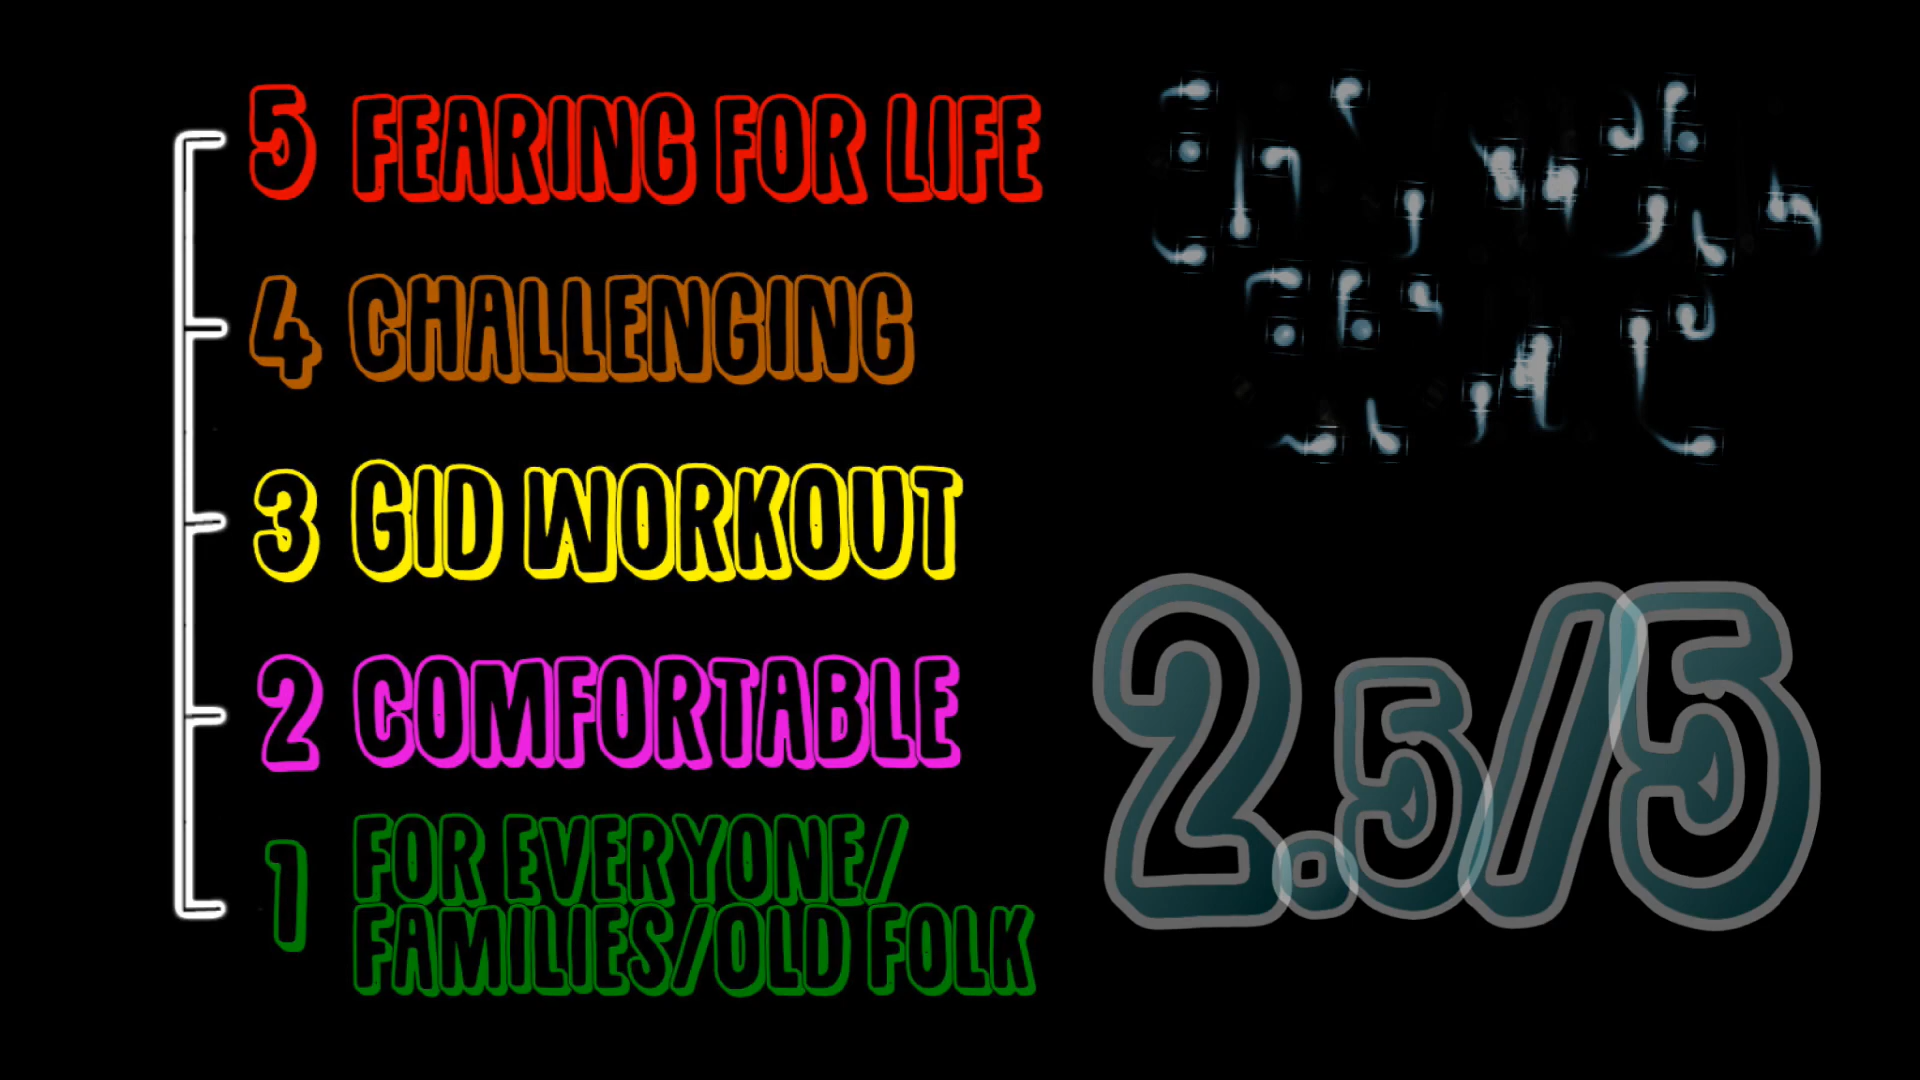 5 FEARING FOR LIFE
4 CHALLENGING
3 GID WORKOUT
2 COMFORTABLE
1 FOR EVERYONE/
FAMILIES/OLD FOLK
2.5/5